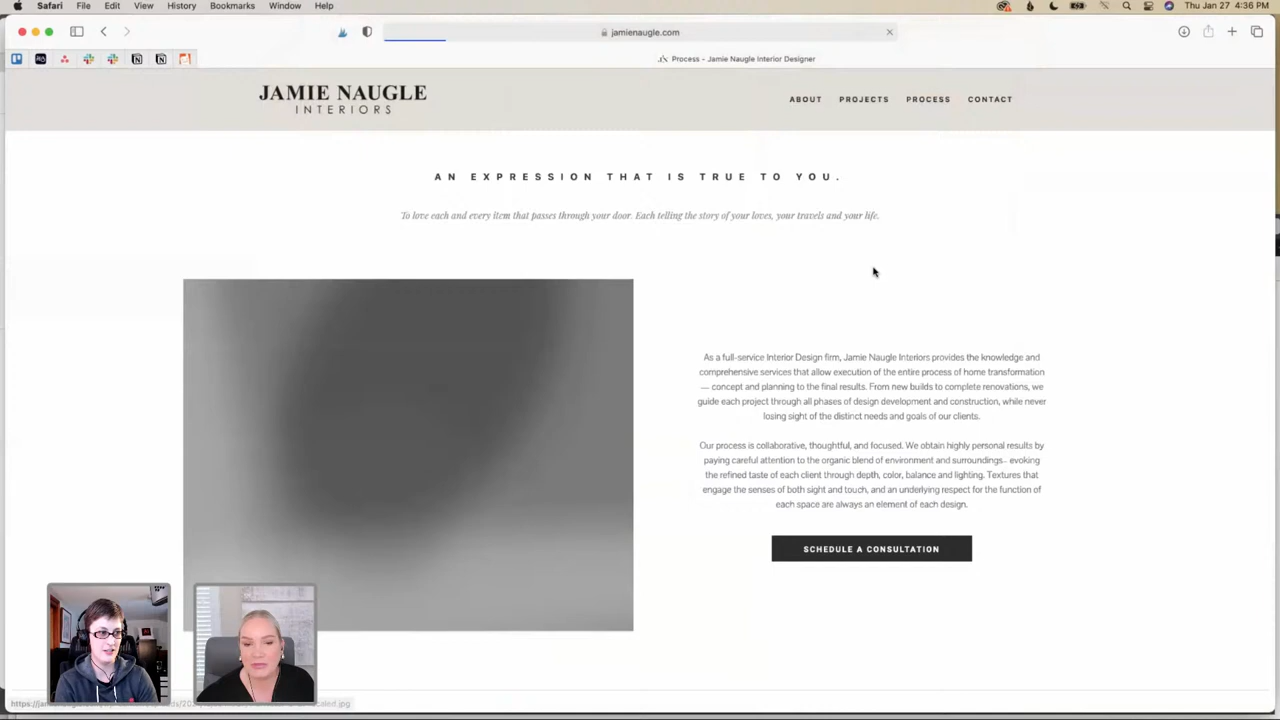 Safari File Edit View History Bookmarks Window Help Thu Jan 27 4:36 PM
jamienaugle.com
Process - Jamie Naugle Interior Designer
JAMIE NAUGLE
INTERIORS
ABOUT PROJECTS PROCESS CONTACT
AN EXPRESSION THAT IS TRUE TO YOU.
To love each and every item that passes through your door. Each telling the story of your loves, your travels and your life.
As a full-service Interior Design firm, Jamie Naugle Interiors provides the knowledge and
comprehensive services that allow execution of the entire process of home transformation
— concept and planning to the final results. From new builds to complete renovations, we
guide each project through all phases of design development and construction, while never
losing sight of the distinct needs and goals of our clients.
Our process is collaborative, thoughtful, and focused. We obtain highly personal results by
paying careful attention to the organic blend of environment and surroundings– evoking
the refined taste of each client through depth, color, balance and lighting. Textures that
engage the senses of both sight and touch, and an underlying respect for the function of
each space are always an element of each design.
SCHEDULE A CONSULTATION